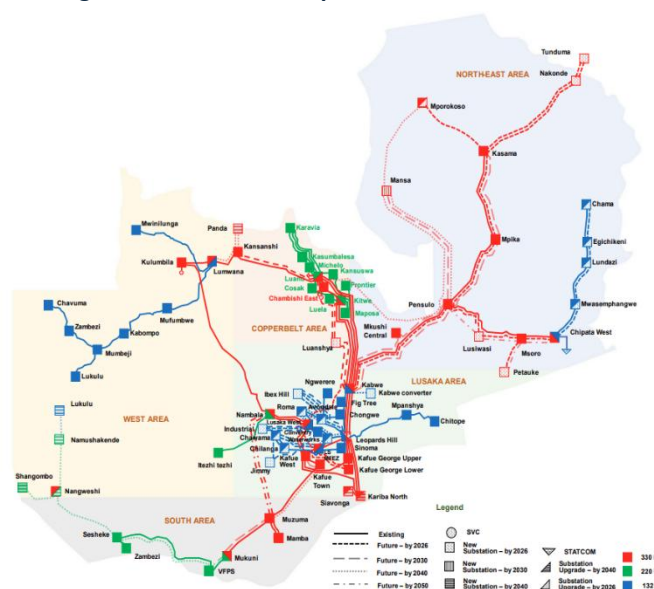 Tunduma
Nakonde
NORTH-EAST AREA
Mporokoso
Kasama
Mansa
Chama
Mwinilunga
Panda
Kansanshi
Karavia
Mpika
Egichikeni
Kasumbalesa
Michelo
Kansuswa
Lundazi
Kulumbila
Lumwana
Luano
Cosak
Frontier
Chambishi East
Kitwe
Chavuma
Mufumbwe
Lueta
Maposa
Pensulo
Mwasemphangwe
Zambezi
Kabompo
COPPERBELT AREA
Mkushi
Central
Chipata West
Mumbeji
Luanshya
Lusiwasi
Msoro
Lukulu
Petauke
Ngwerere
Kabwe
LUSAKA AREA
Ibex Hill
Kabwe converter
Lukulu
WEST AREA
Roma
Fig Tree
Mpanshya
Nambala
Chongwe
Industrial
Lusaka West
Chitope
Namushakende
Chawama
Leopards Hill
Chilanga
Sinoma
Itezhi tezhi
Kafue
West
Kafue George Upper
Shangombo
Jimmy
Kafue George Lower
Nangweshi
Kafue
Town
Siavonga
Kariba North
SOUTH AREA
Muzuma
Mamba
Legend
Sesheke
Mukuni
Zambezi
VFPS
Existing
Future – by 2026
Future – by 2030
Future – by 2040
Future – by 2050
SVC
New
Substation – by 2026
New
Substation – by 2030
New
Substation – by 2040
STATCOM
Substation
Upgrade – by 2040
Substation
Upgrade – by 2026
330
220
132